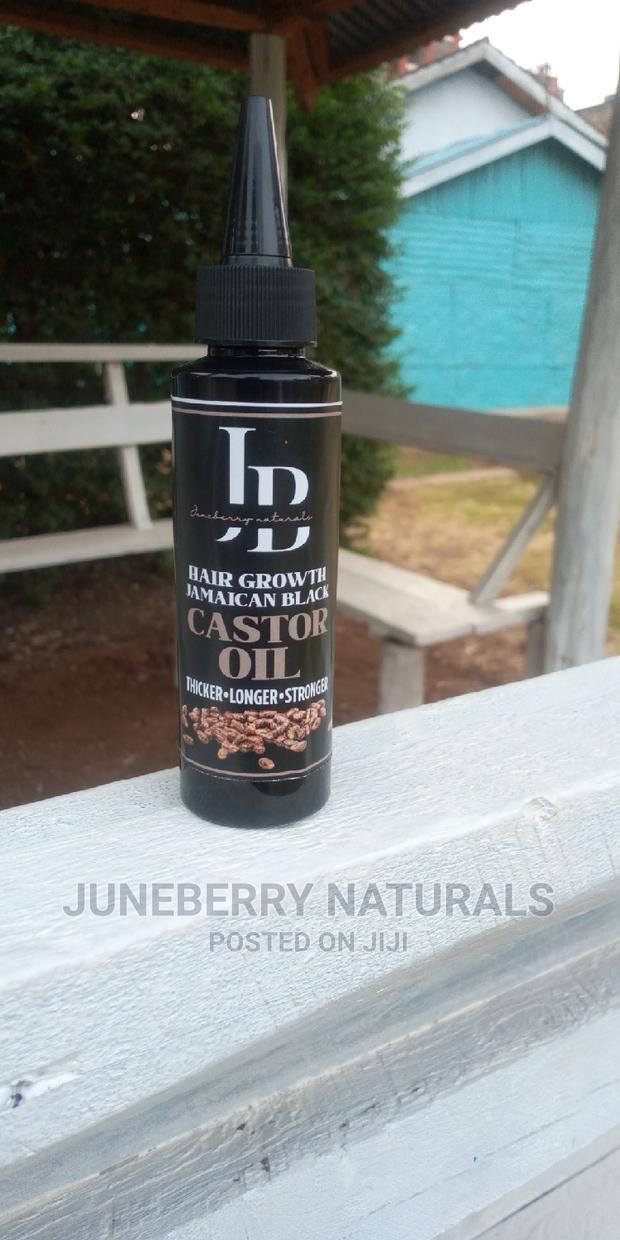 JB
Juneberry naturals
HAIR GROWTH
JAMAICAN BLACK
CASTOR
OIL
THICKER•LONGER•STRONGER
JUNEBERRY NATURALS
POSTED ON JIJI